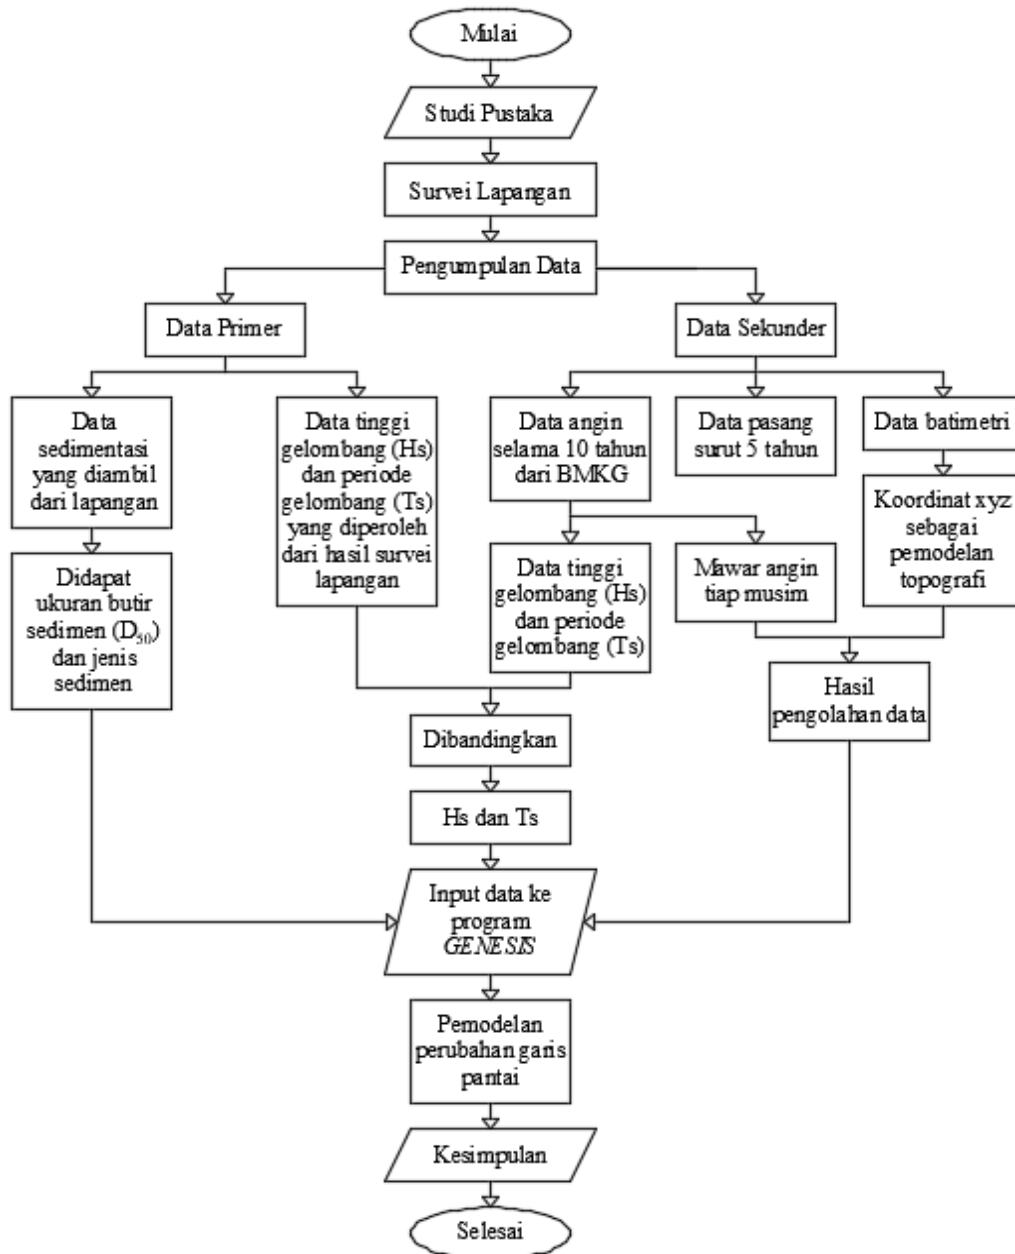 Mulai
Studi Pustaka
Survei Lapangan
Pengumpulan Data
Data Primer
Data Sekunder
Data
sedimentasi
yang diambil
dari lapangan
Data tinggi
gelombang (Hs)
dan periode
gelombang (Ts)
yang diperoleh
dari hasil survei
lapangan
Data angin
selama 10 tahun
dari BMKG
Data pasang
surut 5 tahun
Data batimetri
Koordinat xyz
sebagai
pemodelan
topografi
Didapat
ukuran butir
sedimen (D₅₀)
dan jenis
sedimen
Data tinggi
gelombang (Hs)
dan periode
gelombang (Ts)
Mawar angin
tiap musim
Hasil
pengolahan data
Dibandingkan
Hs dan Ts
Input data ke
program
GENESIS
Pemodelan
perubahan garis
pantai
Kesimpulan
Selesai